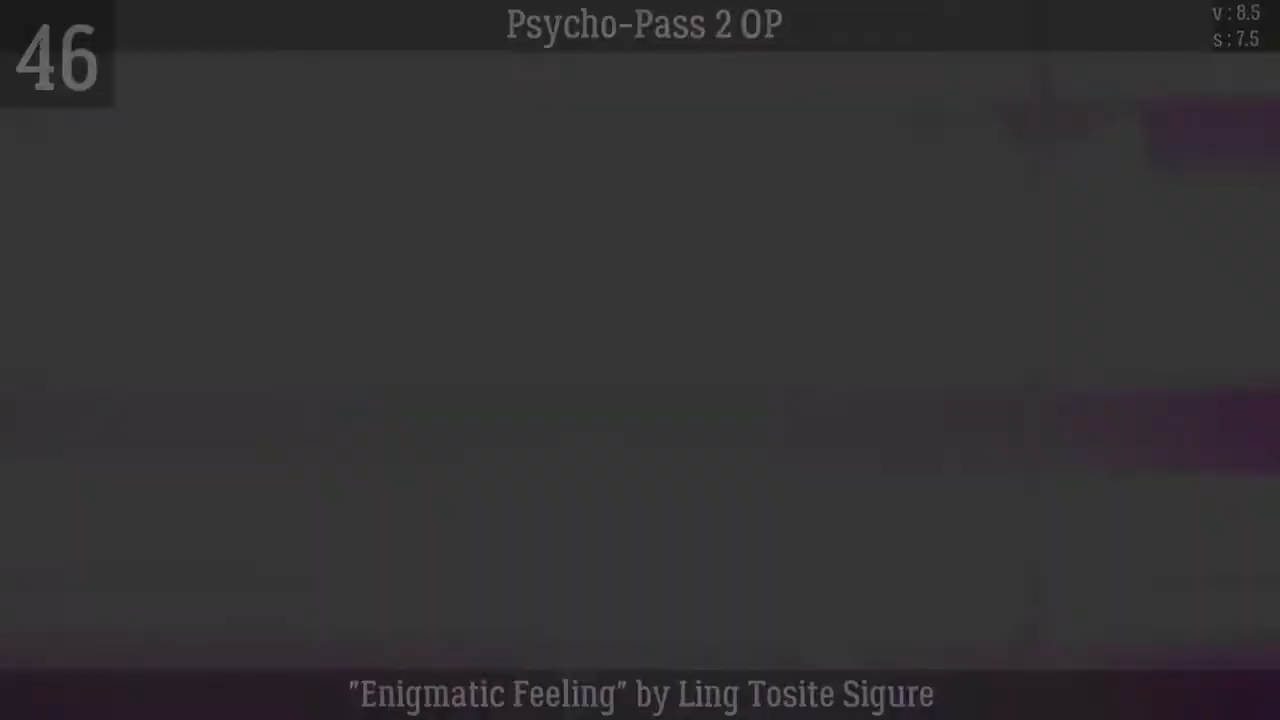 46
Psycho-Pass 2 OP
v : 8.5
s : 7.5
"Enigmatic Feeling" by Ling Tosite Sigure